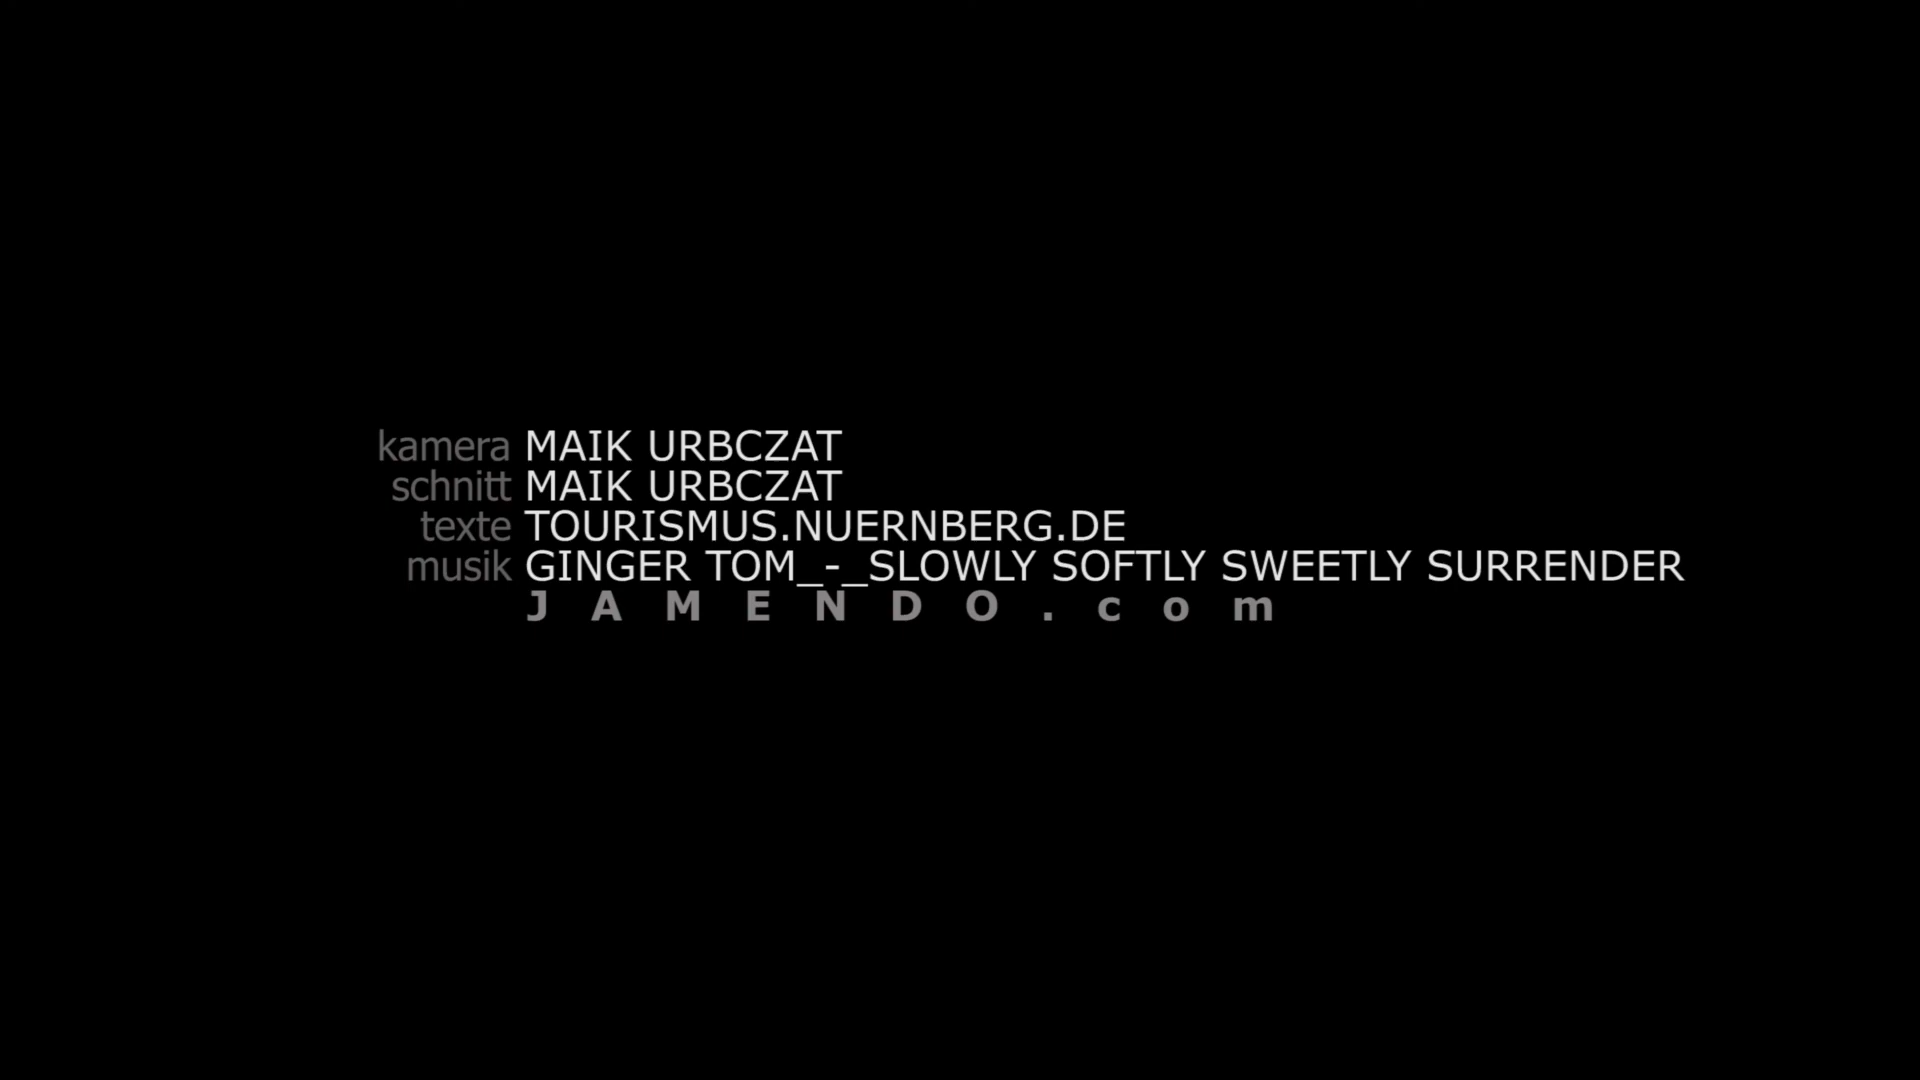 kamera MAIK URBCZAT
schnitt MAIK URBCZAT
texte TOURISMUS.NUERNBERG.DE
musik GINGER TOM_-_SLOWLY SOFTLY SWEETLY SURRENDER
J A M E N D O . c o m